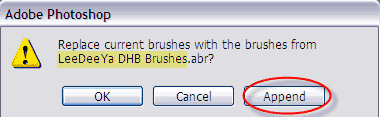 Adobe Photoshop
Replace current brushes with the brushes from
LeeDeeYa DHB Brushes.abr?
OK Cancel Append